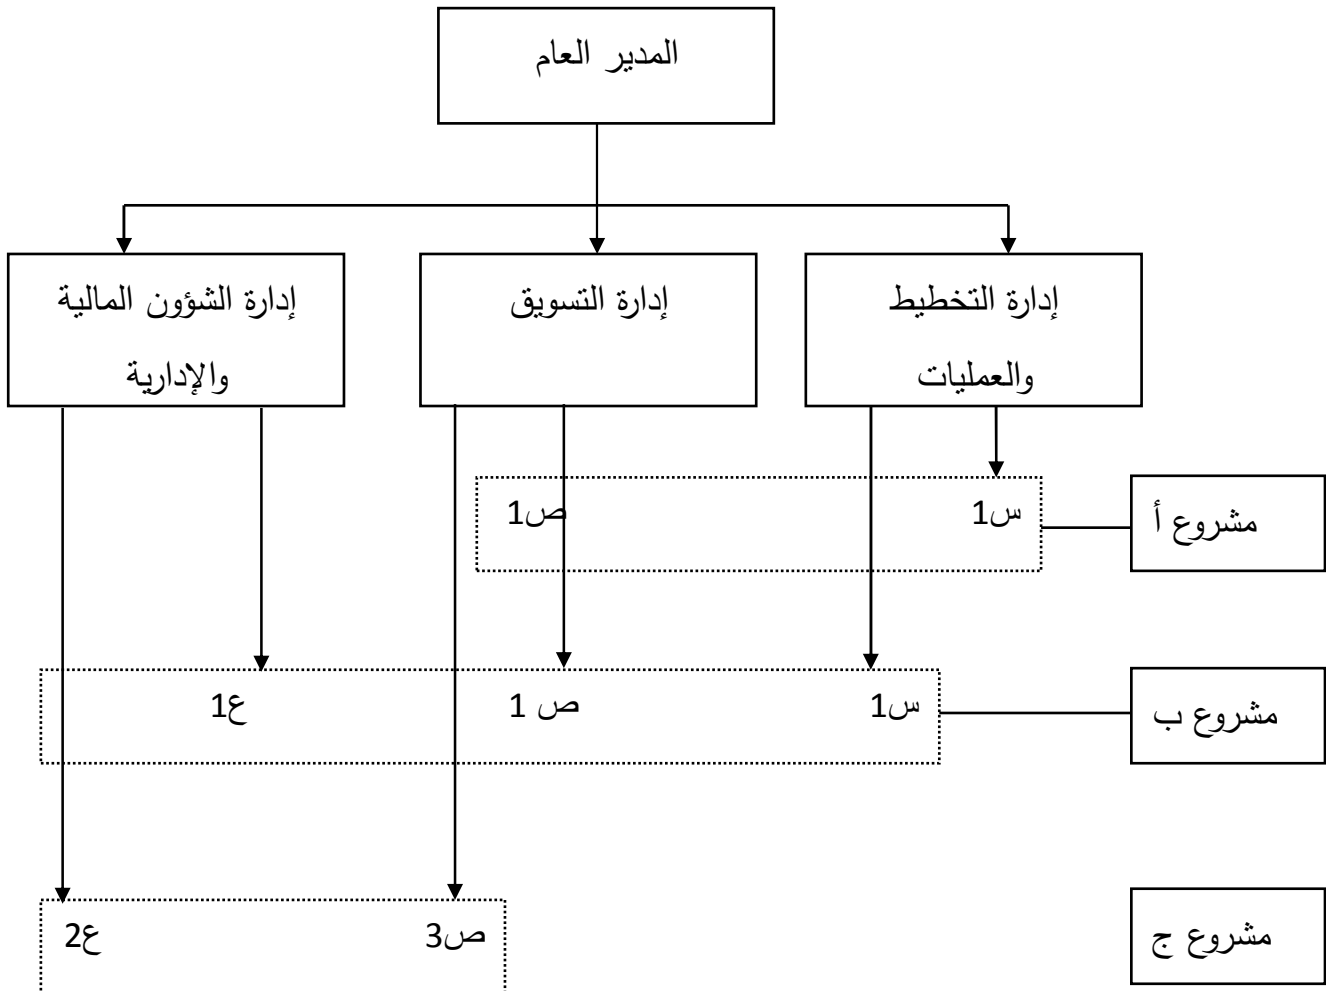 المدير العام
إدارة التخطيط
والعمليات
إدارة التسويق
إدارة الشؤون المالية
والإدارية
مشروع أ
س1
ص1
مشروع ب
س1
ص 1
ع1
مشروع ج
ص3
ع2